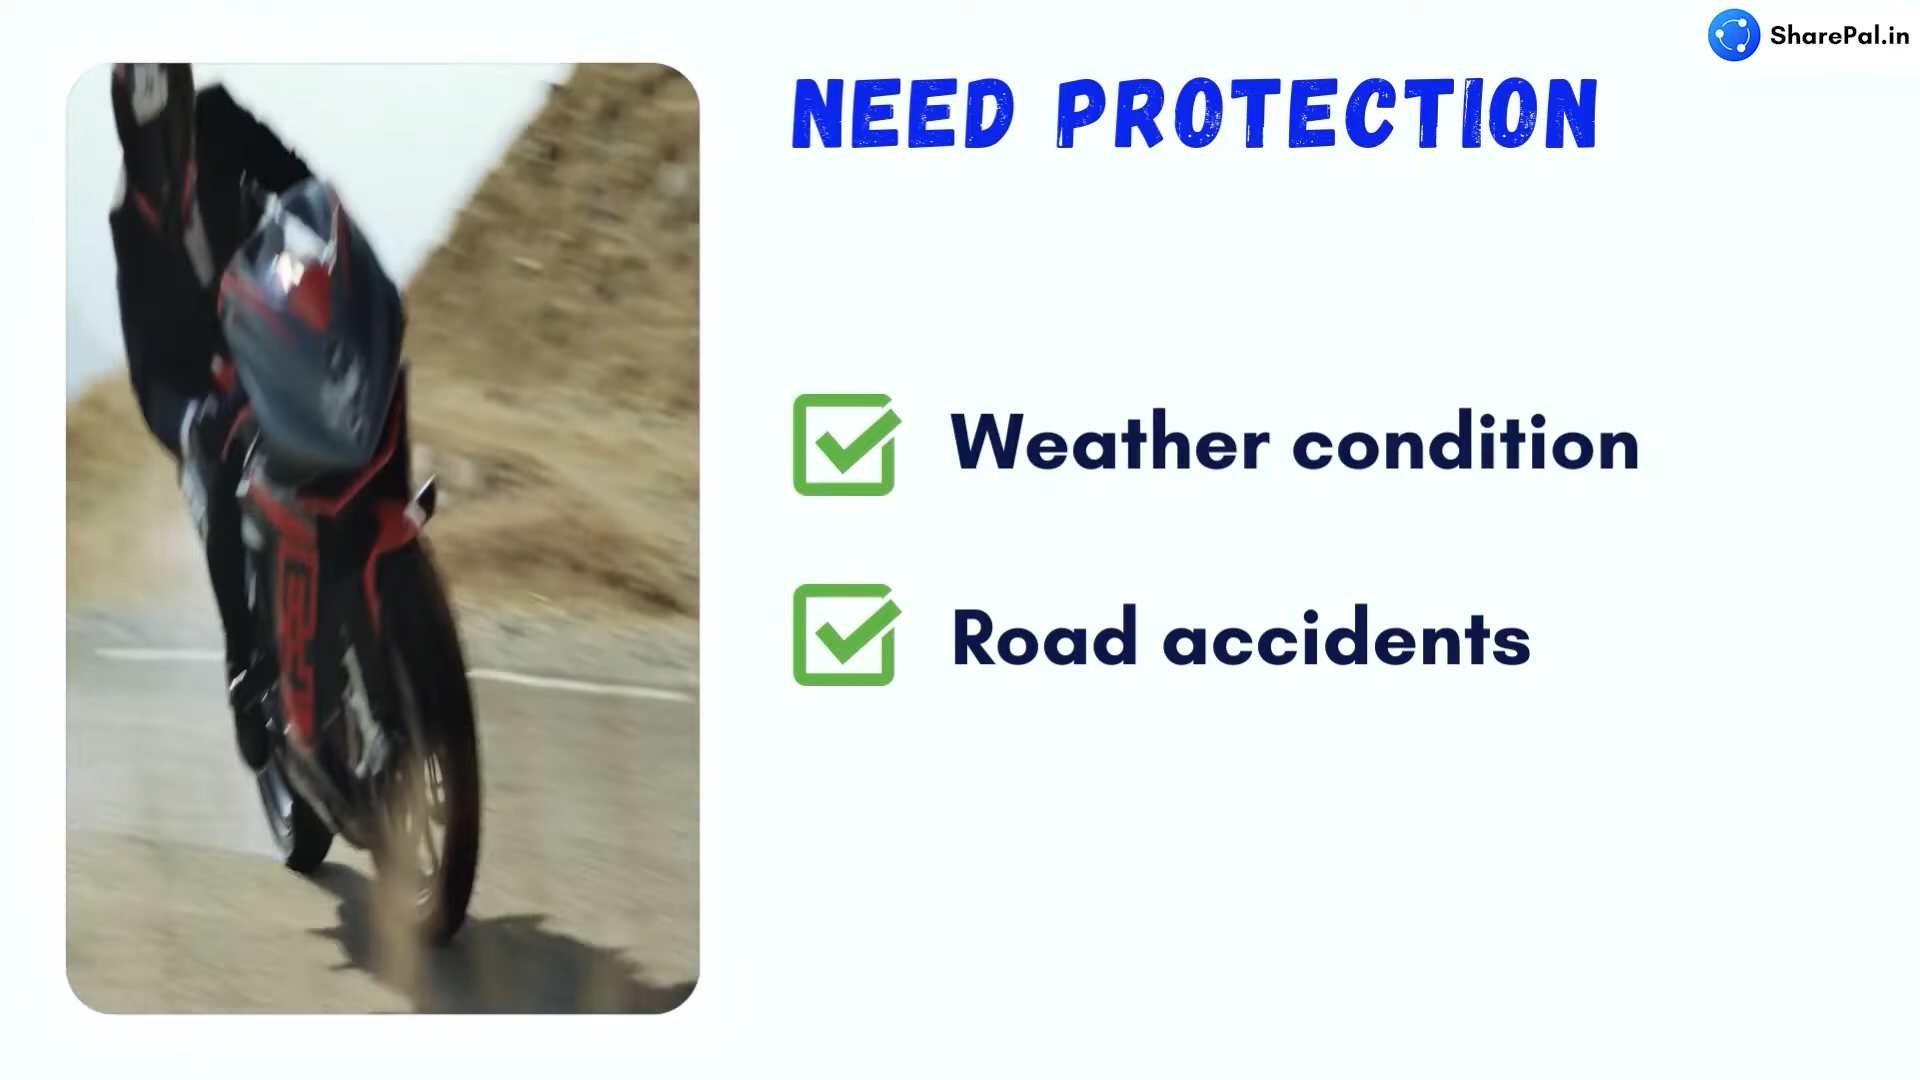 SharePal.in
NEED PROTECTION
Weather condition
Road accidents